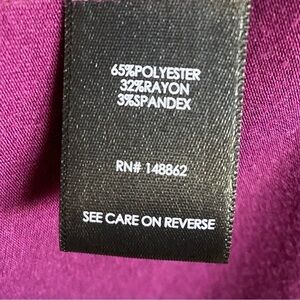 65%POLYESTER
32%RAYON
3%SPANDEX
RN# 148862
SEE CARE ON REVERSE